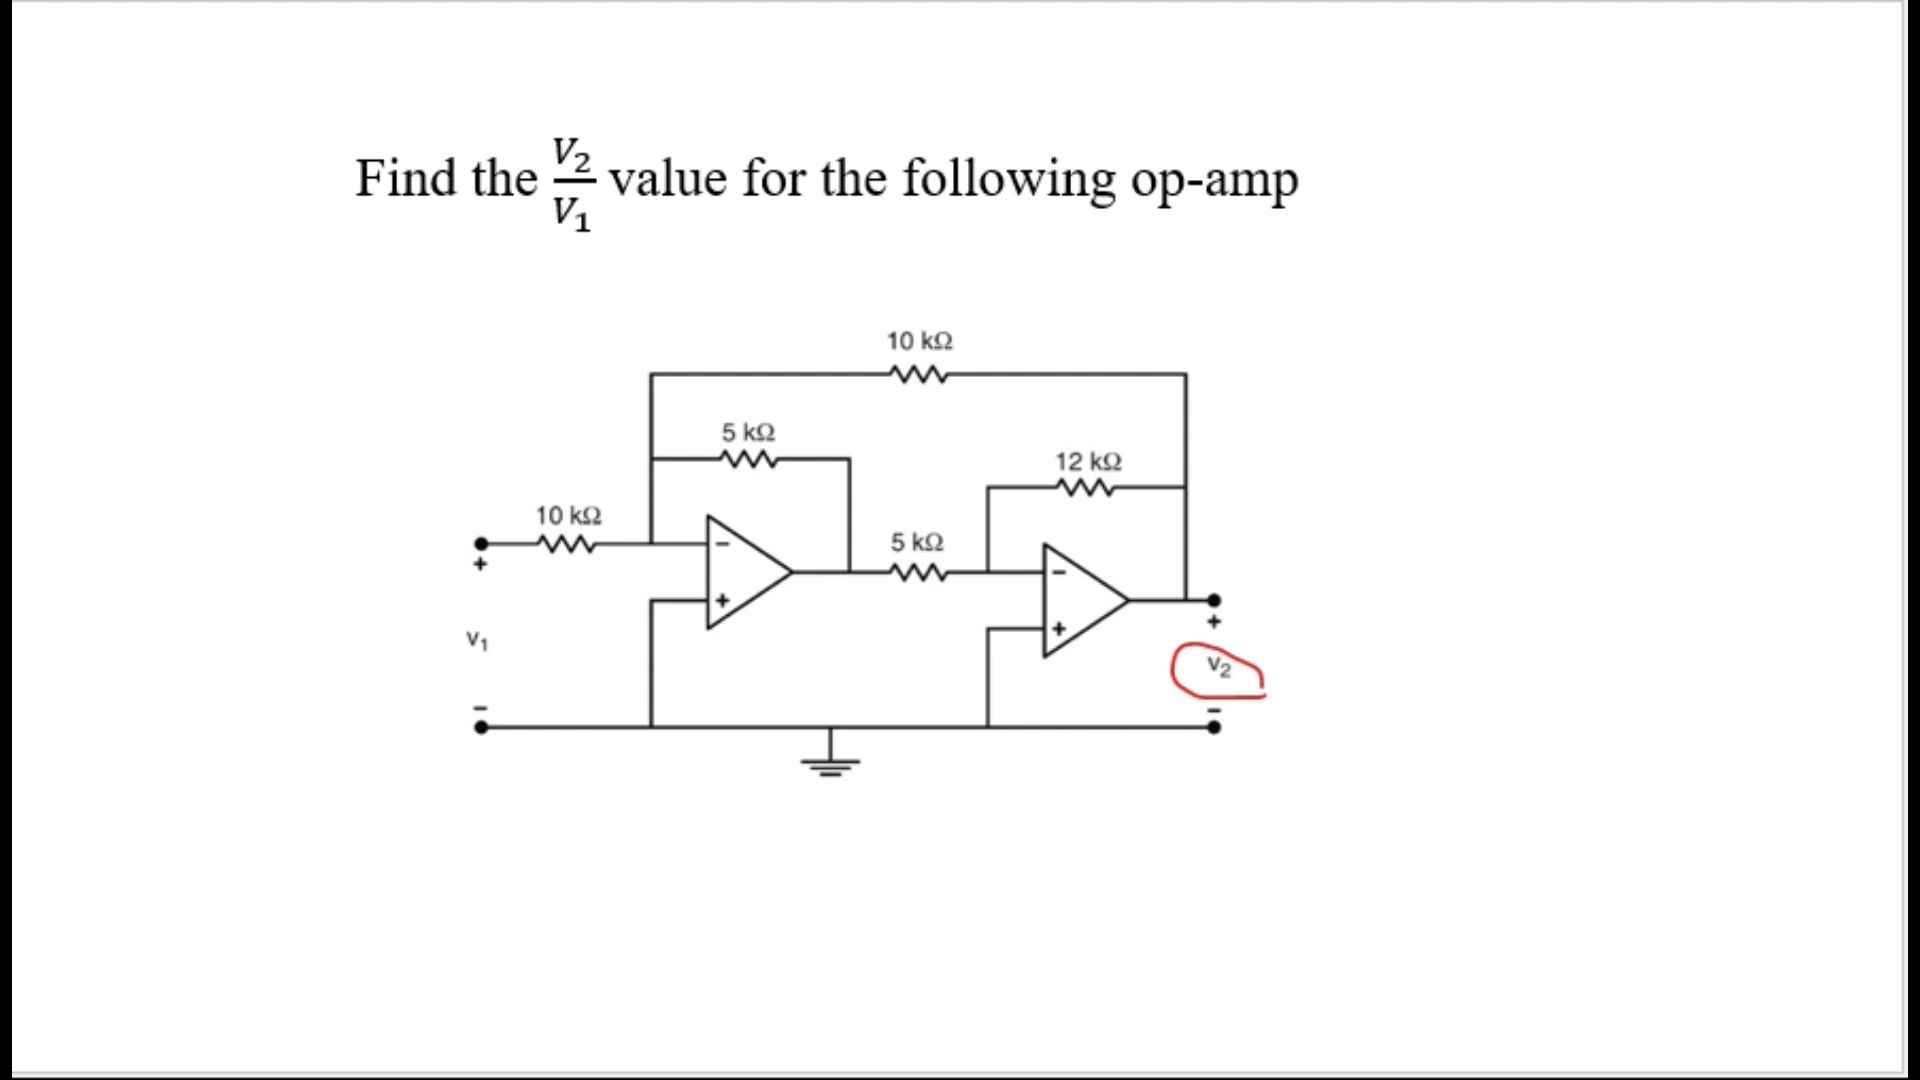 Find the V₂/V₁ value for the following op-amp
10 kΩ
5 kΩ
12 kΩ
10 kΩ
5 kΩ
−
−
+
+
+
+
V₁
V₂
−
−